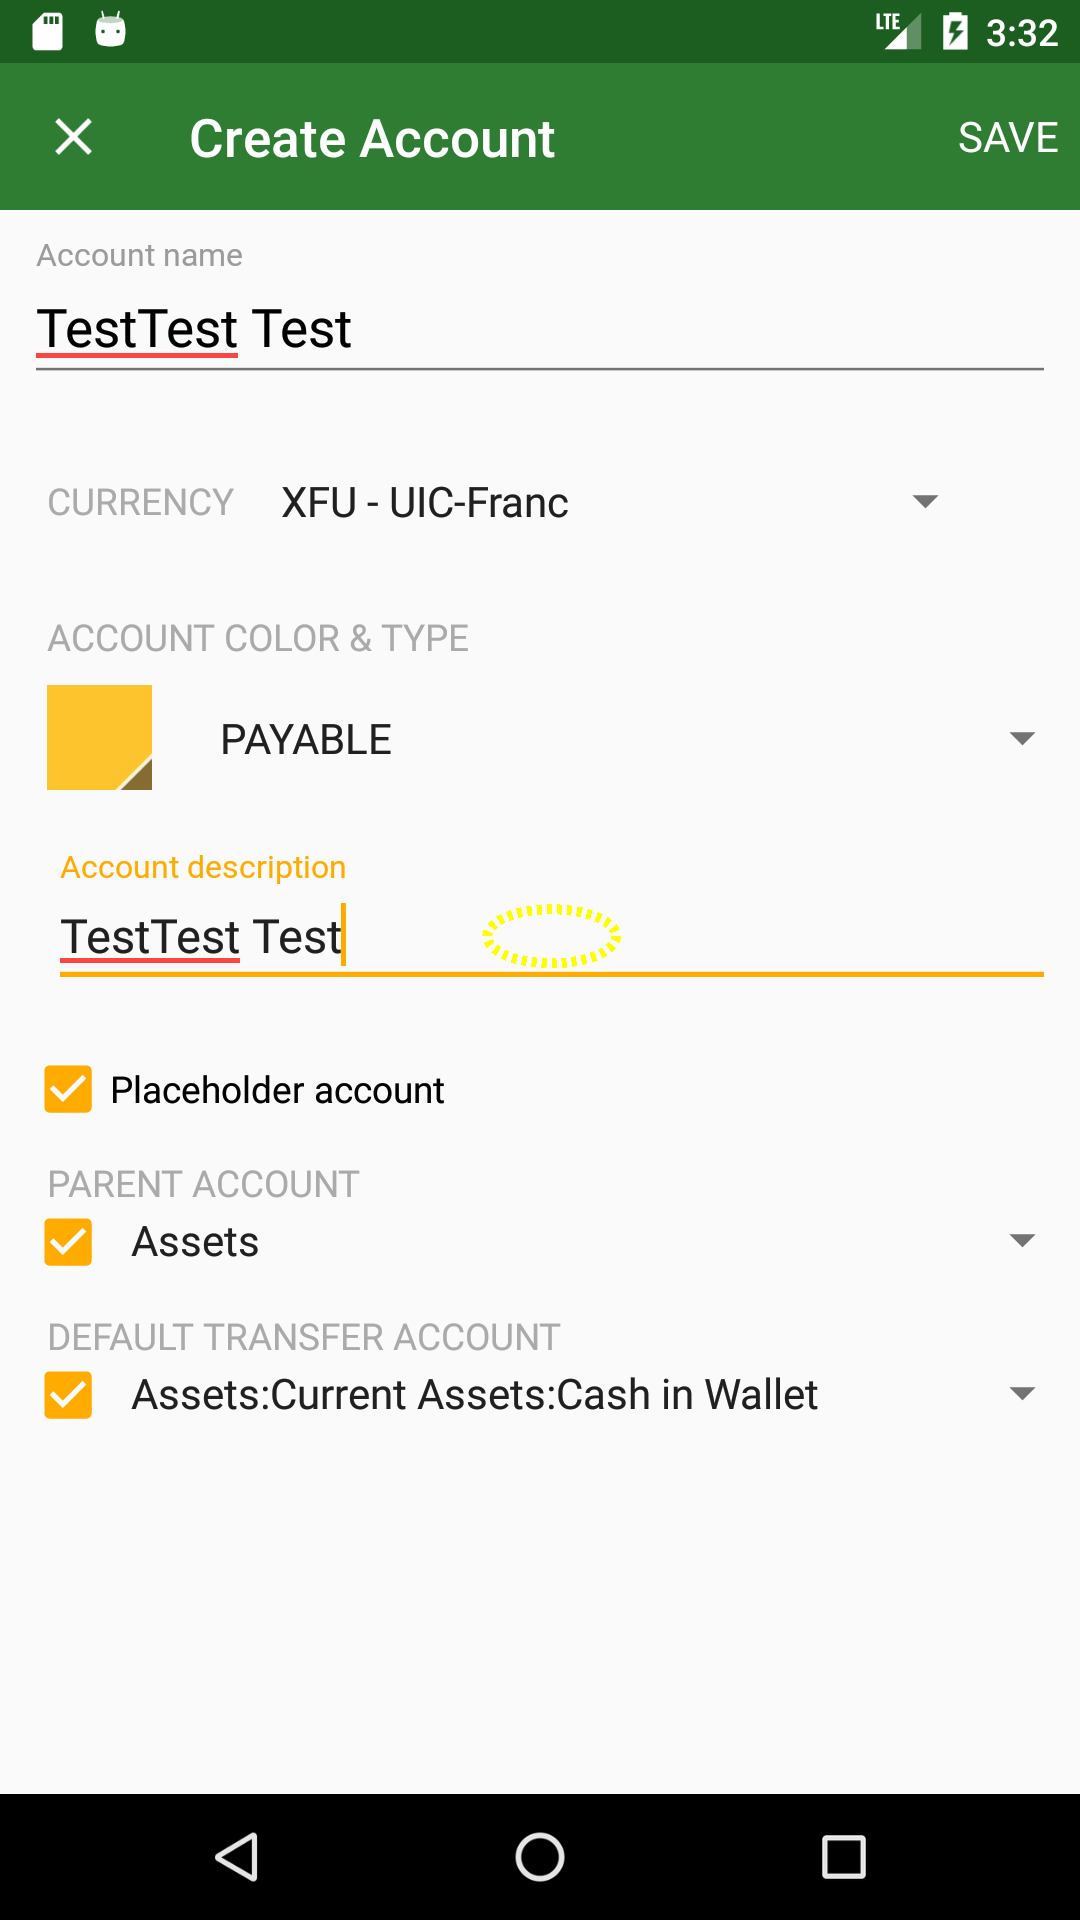 LTE 3:32
Create Account SAVE
Account name
TestTest Test
CURRENCY XFU - UIC-Franc
ACCOUNT COLOR & TYPE
PAYABLE
Account description
TestTest Test
Placeholder account
PARENT ACCOUNT
Assets
DEFAULT TRANSFER ACCOUNT
Assets:Current Assets:Cash in Wallet